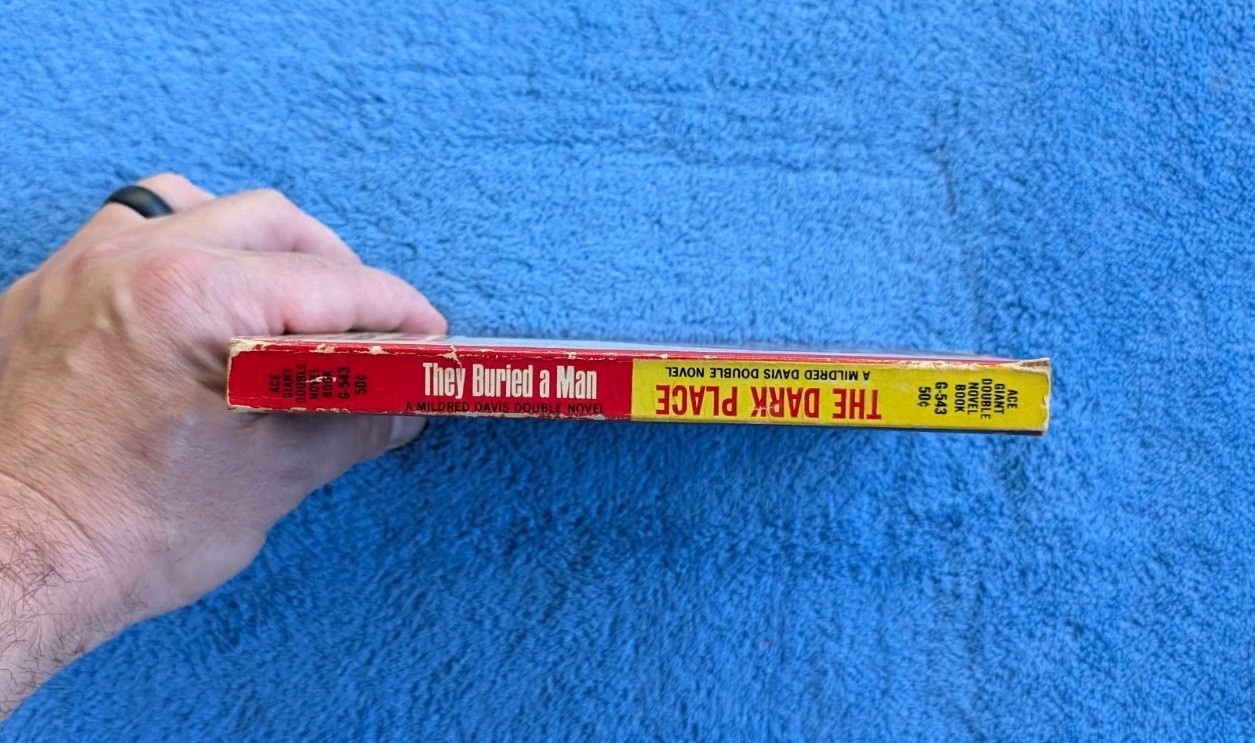 ACE
GIANT
DOUBLE
NOVEL
BOOK
G-543
50¢
They Buried a Man
A MILDRED DAVIS DOUBLE NOVEL
THE DARK PLACE
A MILDRED DAVIS DOUBLE NOVEL
ACE
GIANT
DOUBLE
NOVEL
BOOK
G-543
50¢